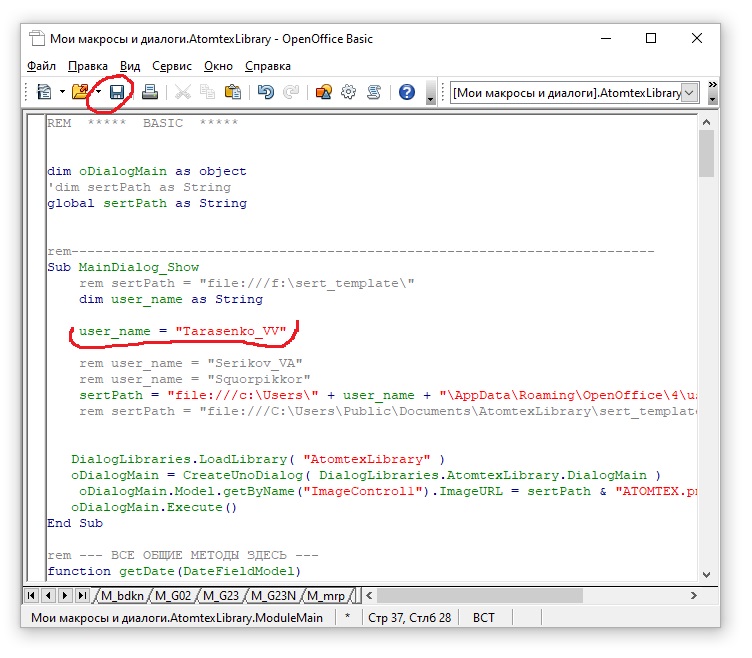 Мои макросы и диалоги.AtomtexLibrary - OpenOffice Basic
Файл Правка Вид Сервис Окно Справка
[Мои макросы и диалоги].AtomtexLibrary
REM  *****  BASIC  *****
dim oDialogMain as object
'dim sertPath as String
global sertPath as String
rem-------------------------------------------------------------------------
Sub MainDialog_Show
rem sertPath = "file:///f:\sert_template\"
dim user_name as String
user_name = "Tarasenko_VV"
rem user_name = "Serikov_VA"
rem user_name = "Squorpikkor"
sertPath = "file:///c:\Users\" + user_name + "\AppData\Roaming\OpenOffice\4\us
rem sertPath = "file:///C:\Users\Public\Documents\AtomtexLibrary\sert_templat
DialogLibraries.LoadLibrary( "AtomtexLibrary" )
oDialogMain = CreateUnoDialog( DialogLibraries.AtomtexLibrary.DialogMain )
oDialogMain.Model.getByName("ImageControl1").ImageURL = sertPath & "ATOMTEX.pn
oDialogMain.Execute()
End Sub
rem --- ВСЕ ОБЩИЕ МЕТОДЫ ЗДЕСЬ ---
function getDate(DateFieldModel)
M_bdkn M_G02 M_G23 M_G23N M_mrp
Мои макросы и диалоги.AtomtexLibrary.ModuleMain * Стр 37, Стлб 28 ВСТ